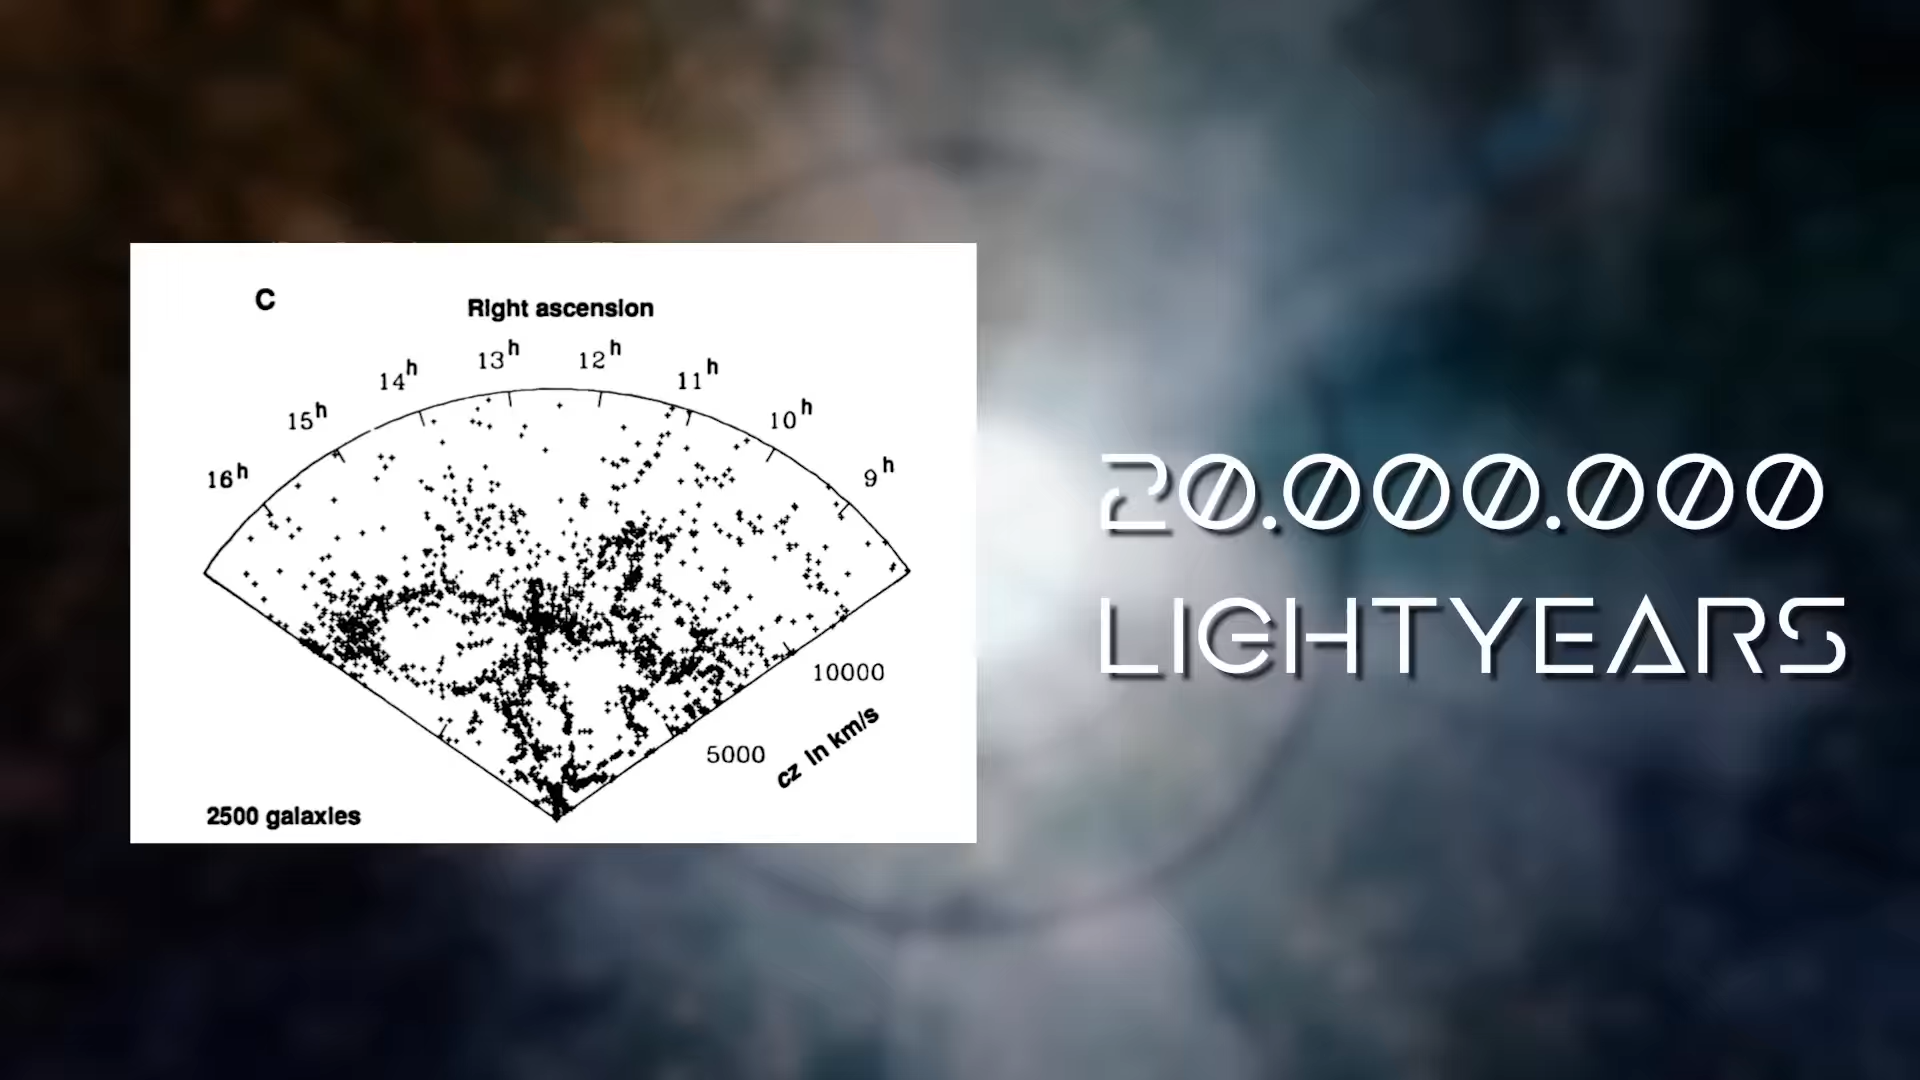 C
Right ascension
16h 15h 14h 13h 12h 11h 10h 9h
10000
5000
cz in km/s
2500 galaxies
20.000.000
LIGHTYEARS